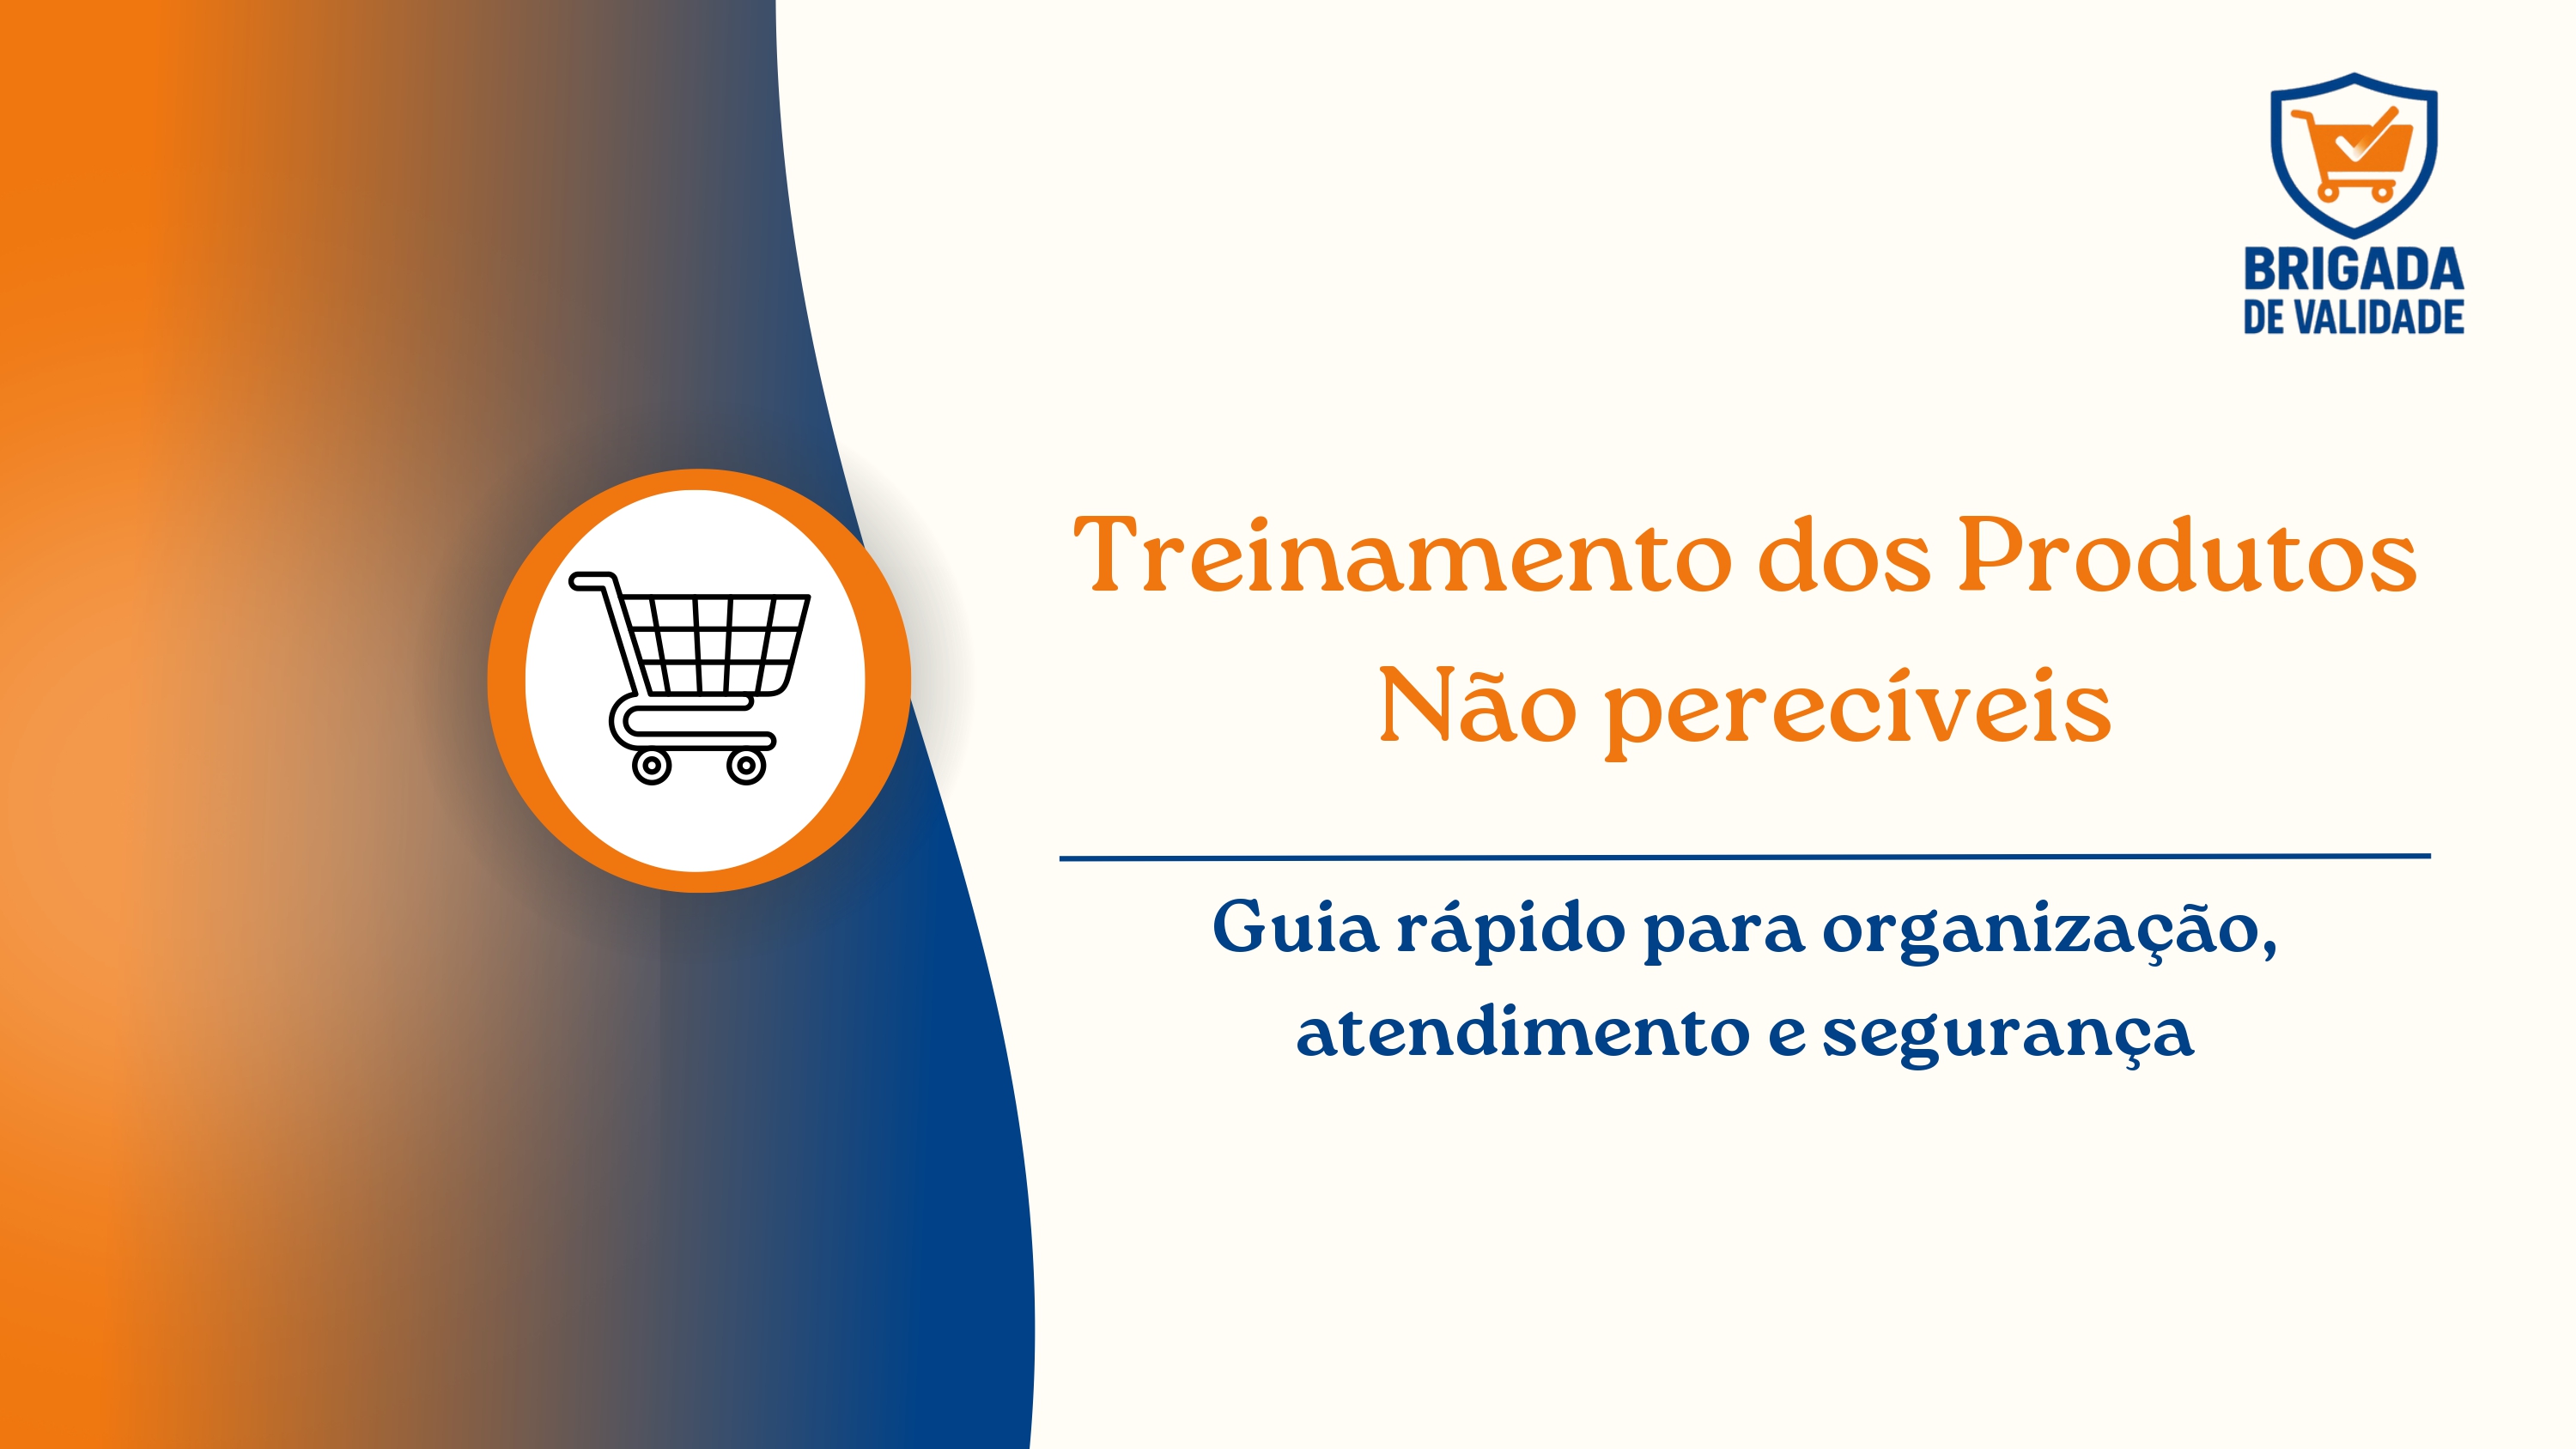 BRIGADA
DE VALIDADE
Treinamento dos Produtos
Não perecíveis
Guia rápido para organização,
atendimento e segurança